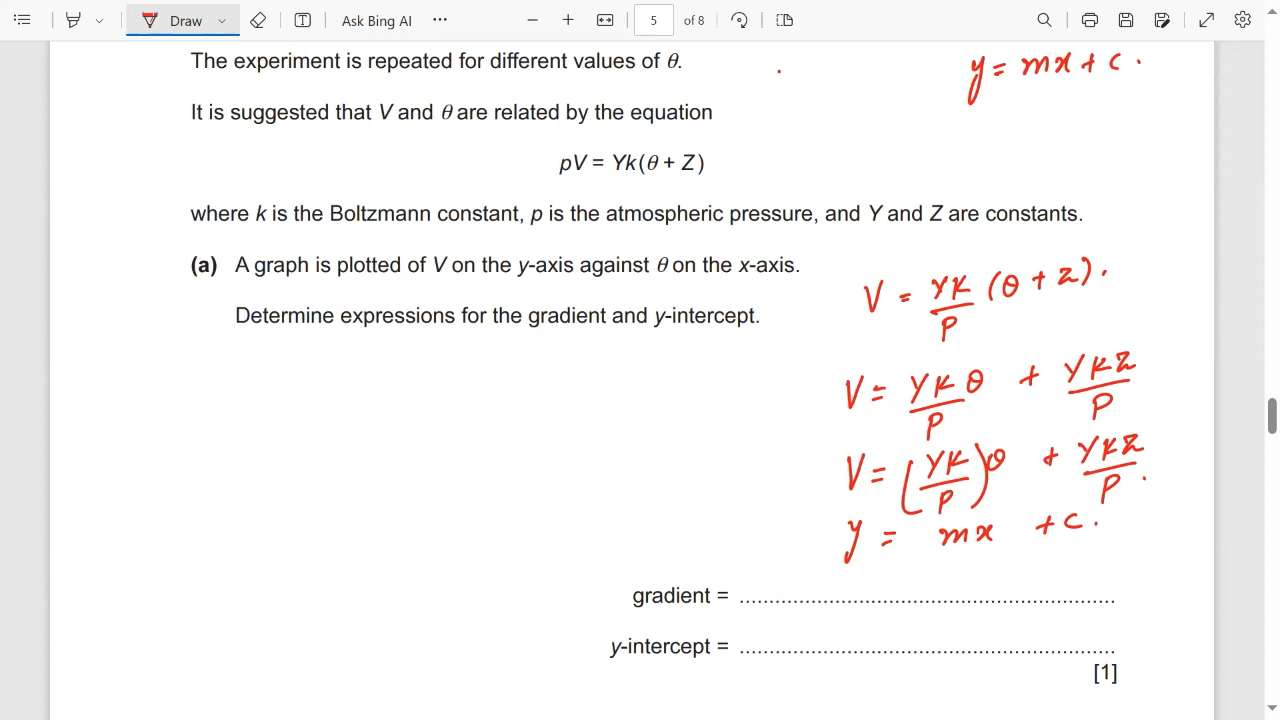 Draw
Ask Bing AI
5 of 8
The experiment is repeated for different values of θ.
y = mx + c .
It is suggested that V and θ are related by the equation
pV = Yk(θ + Z)
where k is the Boltzmann constant, p is the atmospheric pressure, and Y and Z are constants.
(a) A graph is plotted of V on the y-axis against θ on the x-axis.
V = YK/P (θ + Z) .
Determine expressions for the gradient and y-intercept.
V = YKθ/P + YKZ/P
V = (YK/P)θ + YKZ/P .
y = mx + c .
gradient = ...............................................................
y-intercept = ...............................................................
[1]